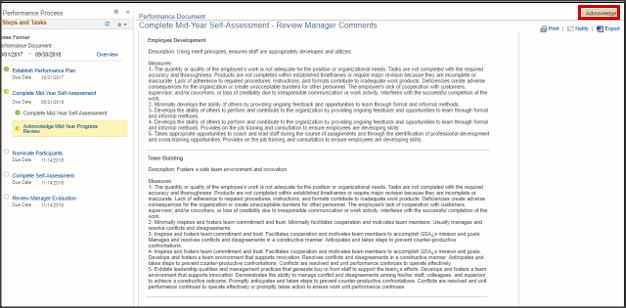 Performance Process
Steps and Tasks
Performance Document
09/30/2018
Overview
Establish Performance Plan
Due Date 10/31/2017
Complete Mid-Year Self-Assessment
Due Date 05/31/2018
Complete Mid-Year Self-Assessment
Acknowledge Mid-Year Progress
Review
Nominate Participants
Due Date 11/14/2018
Complete Self-Assessment
Due Date 11/14/2018
Review Manager Evaluation
Due Date 11/14/2018
Performance Document
Acknowledge
Complete Mid-Year Self-Assessment - Review Manager Comments
Print | Notify | Export
Employee Development
Description: Using merit principles, ensures staff are appropriately developed and utilized.
Measures:
1- The quantity or quality of the employee's work is not adequate for the position or organizational needs. Tasks are not completed with the required
accuracy and thoroughness. Products are not completed within established timeframes or require major revision because they are incomplete or
inaccurate. Lack of adherence to required procedures, instructions, and formats contribute to inadequate work products. Deficiencies create adverse
consequences for the organization or create unacceptable burdens for other personnel. The employee's lack of cooperation with customers,
supervisor, and/or coworkers, or loss of credibility due to irresponsible communication or work activity, interferes with the successful completion of the
work.
2- Minimally develops the ability of others by providing ongoing feedback and opportunities to learn through formal and informal methods.
3- Develops the ability of others to perform and contribute to the organization by providing ongoing feedback and opportunities to learn through formal
and informal methods.
4- Develops the ability of others to perform and contribute to the organization by providing ongoing feedback and opportunities to learn through formal
and informal methods. Provides on the job training and consultation to ensure employees are developing skills.
5- Takes appropriate opportunities to coach and lead staff during the course of assignments and through the identification of professional development
and cross-training opportunities. Provides on the job training and consultation to ensure employees are developing skills.
Team Building
Description: Fosters a safe team environment and innovation.
Measures:
1- The quantity or quality of the employee's work is not adequate for the position or organizational needs. Tasks are not completed with the required
accuracy and thoroughness. Products are not completed within established timeframes or require major revision because they are incomplete or
inaccurate. Lack of adherence to required procedures, instructions, and formats contribute to inadequate work products. Deficiencies create adverse
consequences for the organization or create unacceptable burdens for other personnel. The employee's lack of cooperation with customers,
supervisor, and/or coworkers, or loss of credibility due to irresponsible communication or work activity, interferes with the successful completion of the
work.
2- Minimally inspires and fosters team commitment and trust. Minimally facilitates cooperation and motivates team members. Usually manages and
resolve conflicts and disagreements
3- Inspires and fosters team commitment and trust. Facilitates cooperation and motivates team members to accomplish GSA¿s mission and goals.
Manages and resolves conflicts and disagreements in a constructive manner. Anticipates and takes steps to prevent counter-productive
confrontations.
4- Inspires and fosters team commitment and trust. Facilitates cooperation and motivates team members to accomplish GSA¿s mission and goals.
Develops and fosters a team environment that supports innovation. Resolves conflicts and disagreements in a constructive manner. Anticipates and
takes steps to prevent counter-productive confrontations. Conflicts are resolved and unit performance continues to operate effectively
5- Exhibits leadership qualities and management practices that generate buy-in from staff to support the team¿s efforts. Develops and fosters a team
environment that supports innovation. Demonstrates the ability to manage conflict and disagreements among his/her staff, colleagues, and superiors
to achieve a constructive outcome. Promptly anticipates and takes steps to prevent counter-productive confrontations. Conflicts are resolved and unit
performance continues to operate effectively or promptly takes action to ensure work unit performance continues.